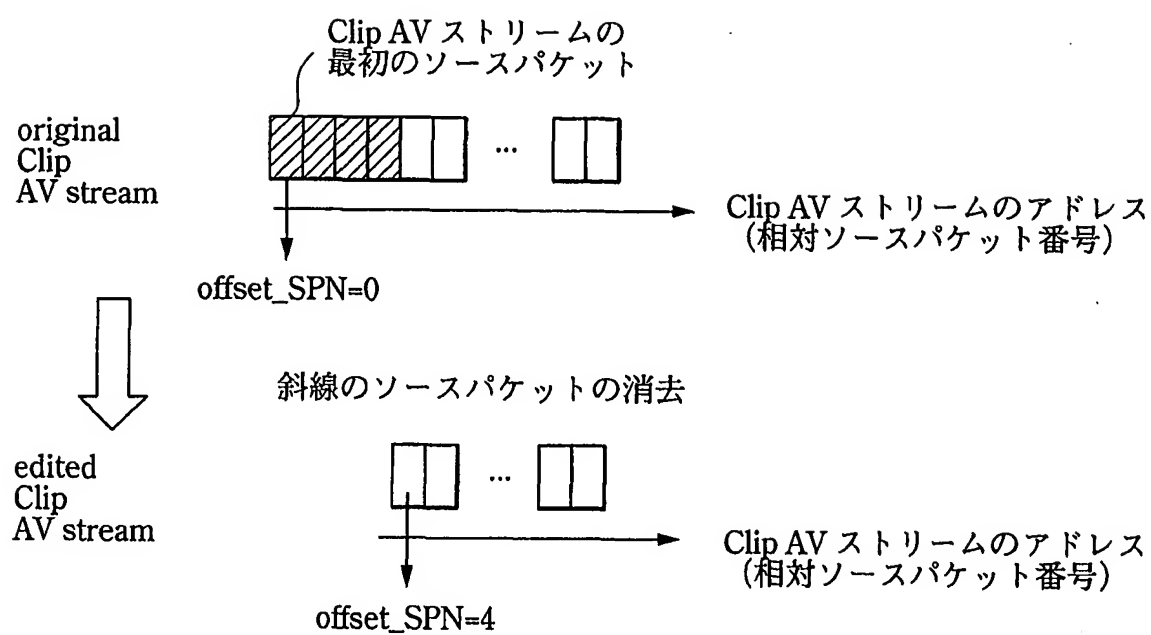 Clip AV ストリームの
最初のソースパケット
original
Clip
AV stream
...
Clip AV ストリームのアドレス
(相対ソースパケット番号)
offset_SPN=0
斜線のソースパケットの消去
edited
Clip
AV stream
...
Clip AV ストリームのアドレス
(相対ソースパケット番号)
offset_SPN=4